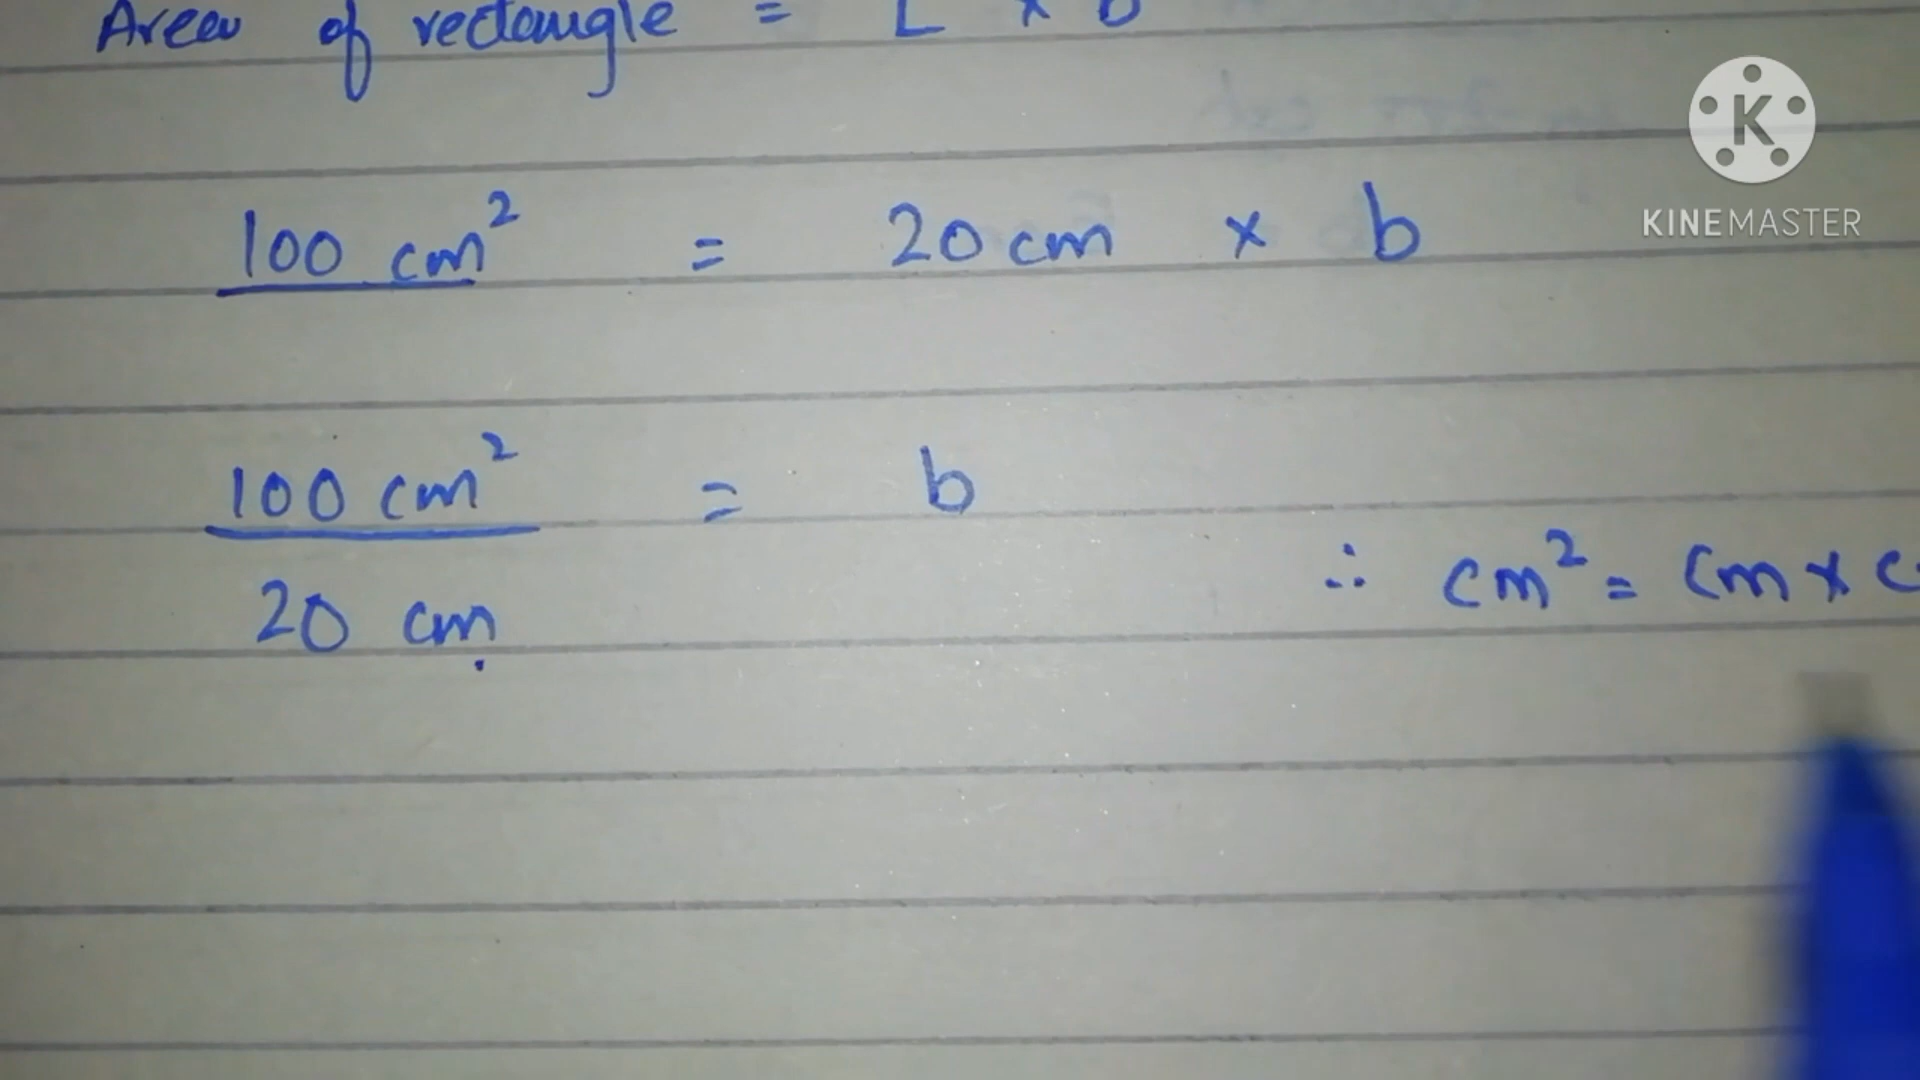 Area of rectangle = L × b
K
KINEMASTER
100 cm² = 20 cm × b
100 cm² = b
20 cm
∴ cm² = cm × c